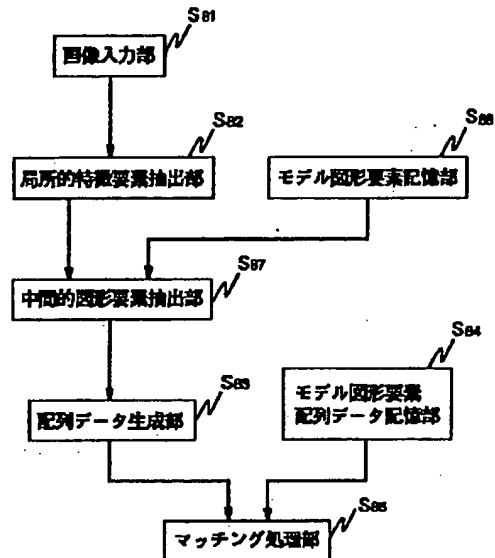 S81
画像入力部
S82
局所的特徴要素抽出部
S86
モデル図形要素記憶部
S87
中間的図形要素抽出部
S83
配列データ生成部
S84
モデル図形要素
配列データ記憶部
S85
マッチング処理部